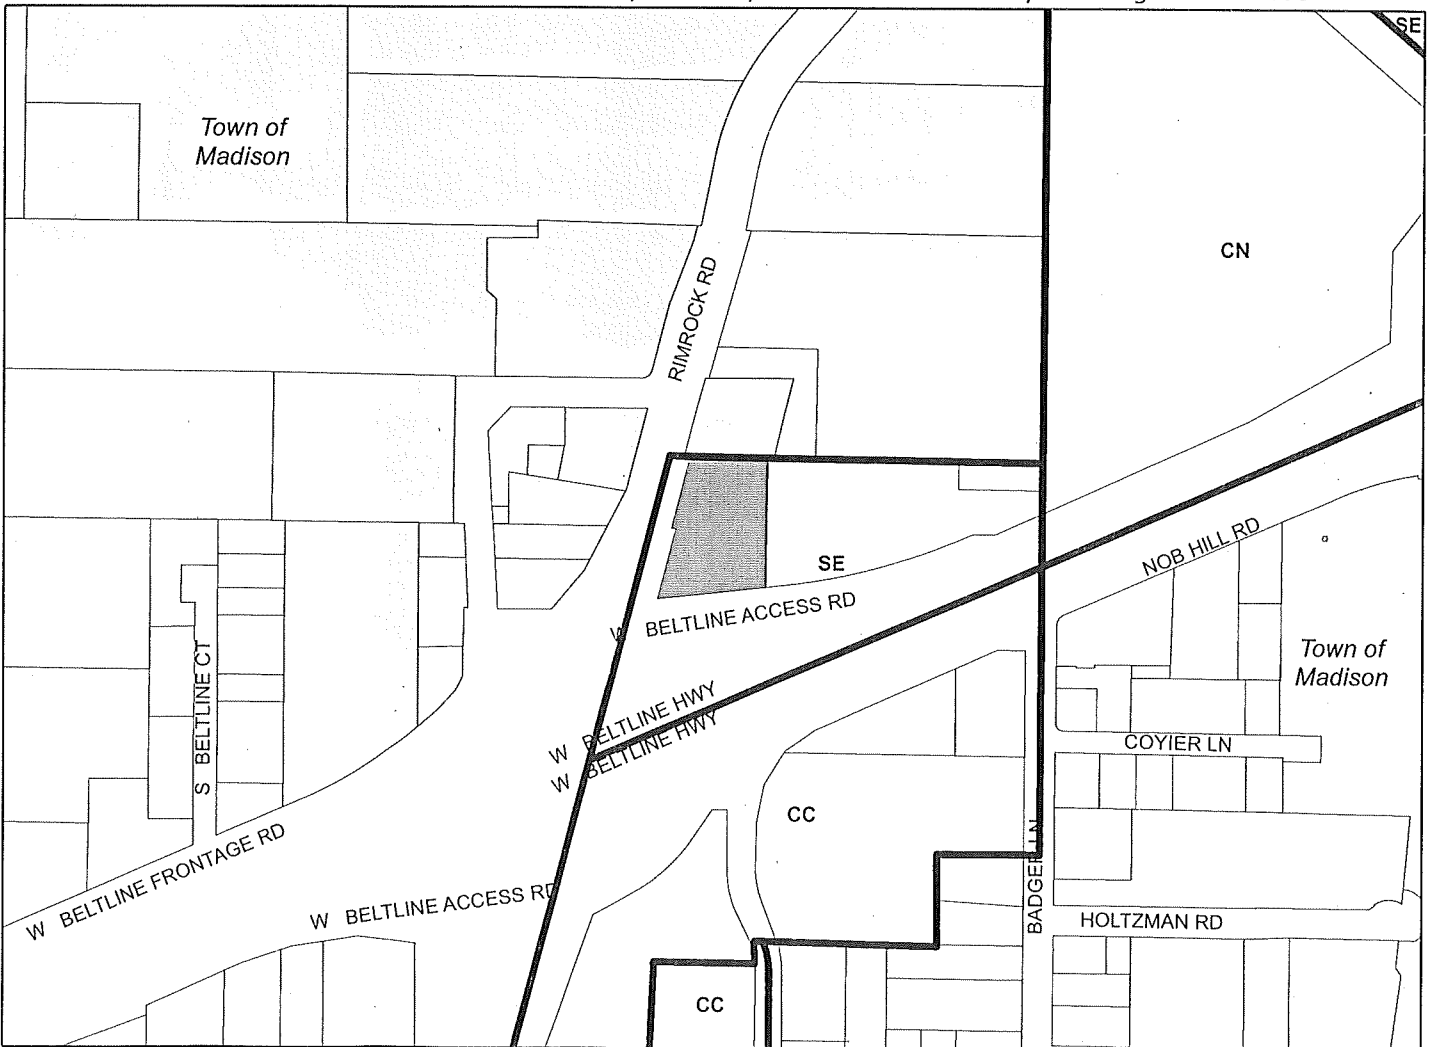 SE
Town of
Madison
CN
RIMROCK RD
SE
NOB HILL RD
W BELTLINE ACCESS RD
Town of
Madison
S BELTLINE CT
W BELTLINE HWY
W BELTLINE HWY
COYIER LN
CC
W BELTLINE FRONTAGE RD
BADGER LN
W BELTLINE ACCESS RD
HOLTZMAN RD
CC